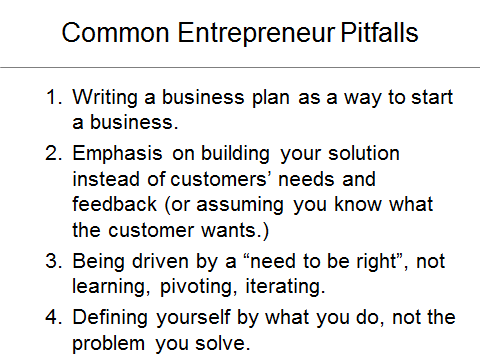 Common Entrepreneur Pitfalls
1. Writing a business plan as a way to start
a business.
2. Emphasis on building your solution
instead of customers’ needs and
feedback (or assuming you know what
the customer wants.)
3. Being driven by a “need to be right”, not
learning, pivoting, iterating.
4. Defining yourself by what you do, not the
problem you solve.